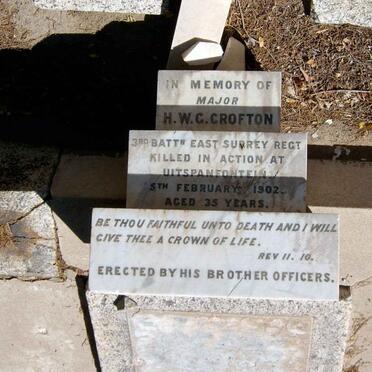 IN MEMORY OF
MAJOR
H.W.G. CROFTON
3RD BATTN EAST SURREY REGT
KILLED IN ACTION AT
UITSPANFONTEIN
5TH FEBRUARY 1902.
AGED 35 YEARS.
BE THOU FAITHFUL UNTO DEATH AND I WILL
GIVE THEE A CROWN OF LIFE.
REV 11. 10.
ERECTED BY HIS BROTHER OFFICERS.